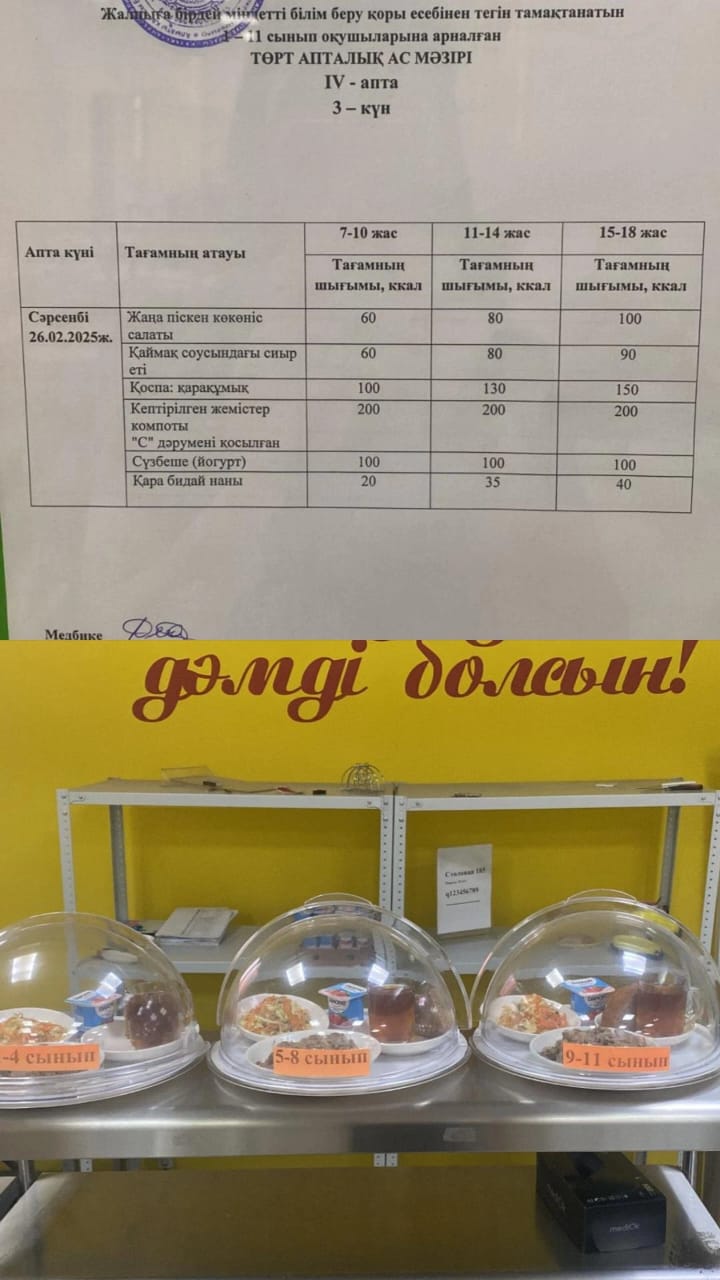 Жалпыға бірдей міндетті білім беру қоры есебінен тегін тамақтанатын
1 – 11 сынып оқушыларына арналған
ТӨРТ АПТАЛЫҚ АС МӘЗІРІ
IV - апта
3 – күн
Апта күні Тағамның атауы 7-10 жас 11-14 жас 15-18 жас
Тағамның шығымы, ккал Тағамның шығымы, ккал Тағамның шығымы, ккал
Сәрсенбі
26.02.2025ж.
Жаңа піскен көкөніс
салаты 60 80 100
Қаймақ соусындағы сиыр
еті 60 80 90
Қоспа: қарақұмық 100 130 150
Кептірілген жемістер
компоты
"С" дәрумені қосылған 200 200 200
Сүзбеше (йогурт) 100 100 100
Қара бидай наны 20 35 40
Медбике
дәмді болсын!
Столовая 185
q123456789
-4 сынып
5-8 сынып
9-11 сынып
medIOk